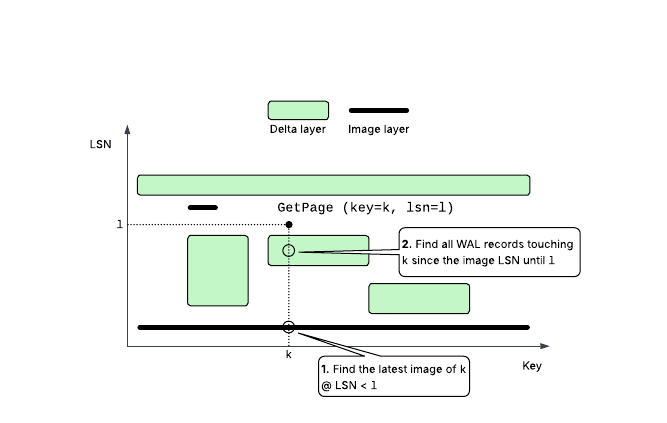 Delta layer
Image layer
LSN
GetPage (key=k, lsn=l)
l
2. Find all WAL records touching
k since the image LSN until l
k
Key
1. Find the latest image of k
@ LSN < l